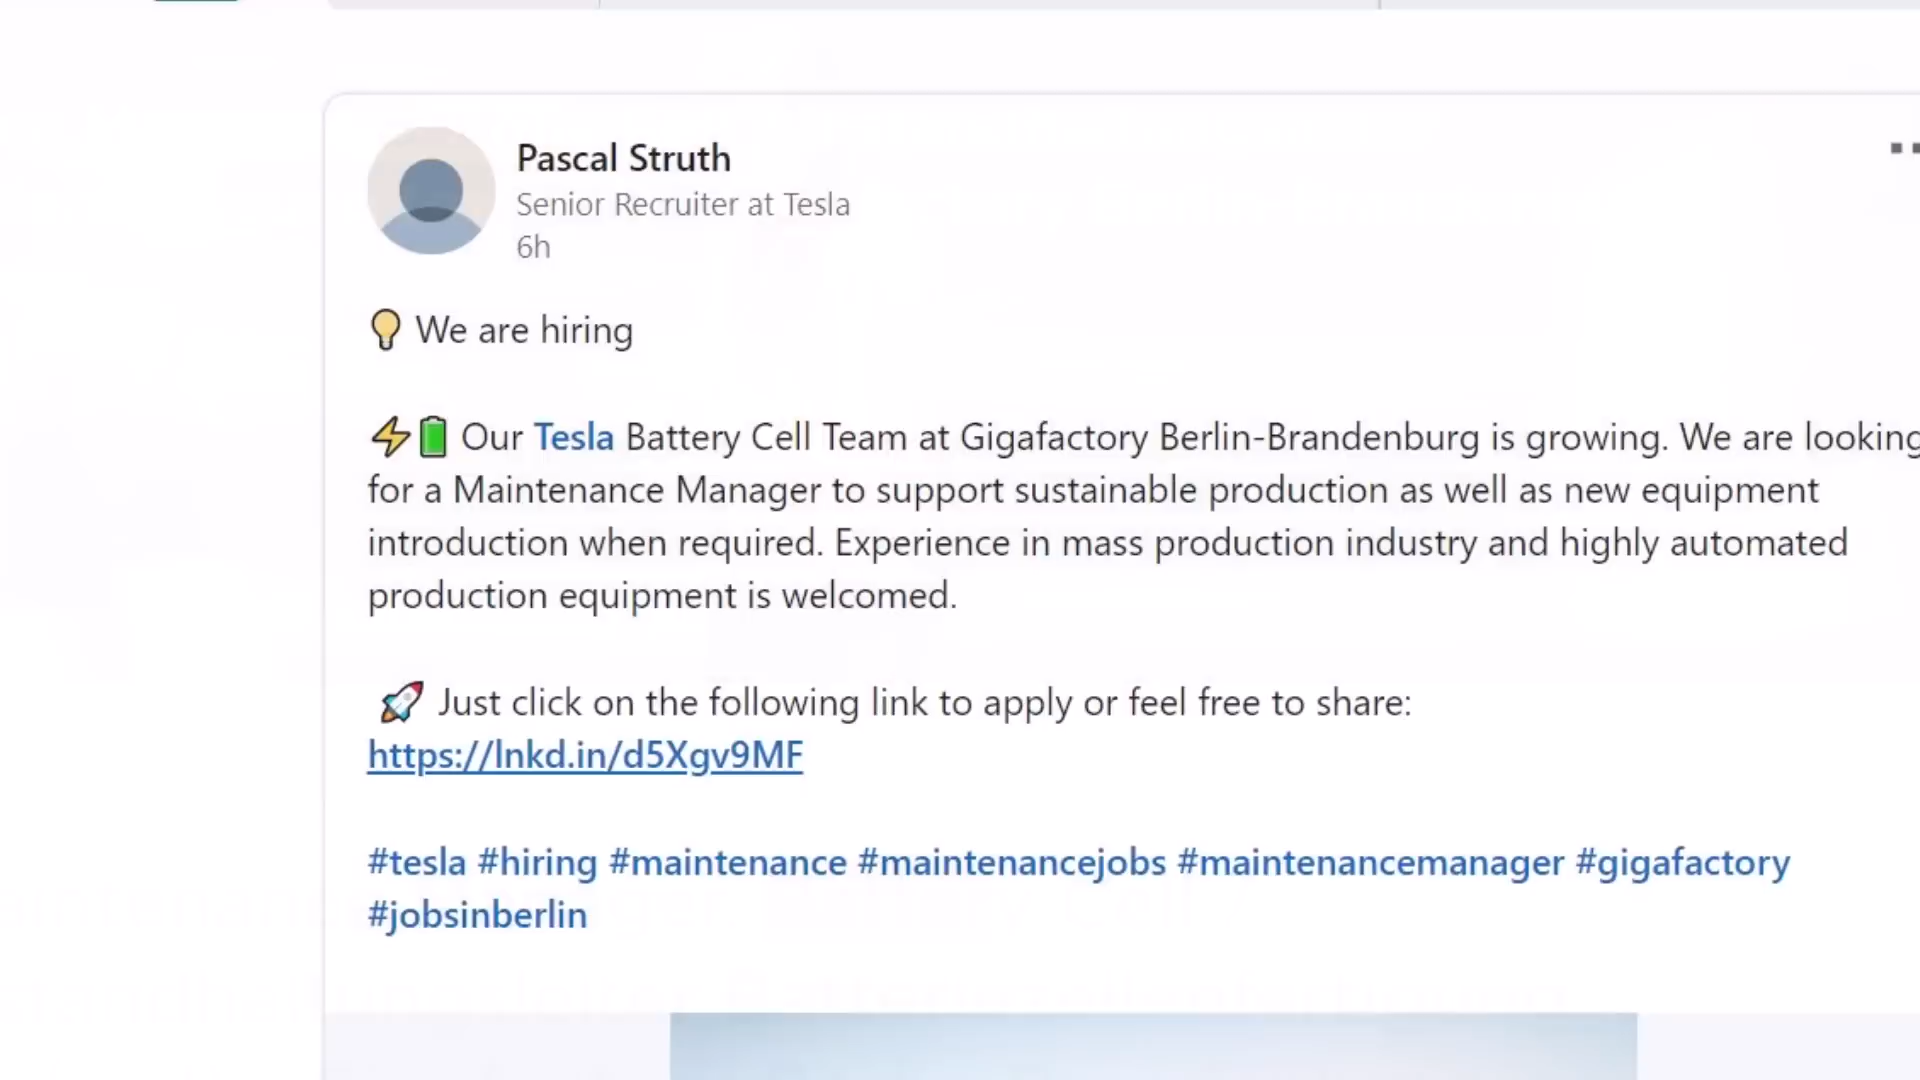 Pascal Struth
Senior Recruiter at Tesla
6h
💡 We are hiring
⚡🔋 Our Tesla Battery Cell Team at Gigafactory Berlin-Brandenburg is growing. We are looking
for a Maintenance Manager to support sustainable production as well as new equipment
introduction when required. Experience in mass production industry and highly automated
production equipment is welcomed.
🚀 Just click on the following link to apply or feel free to share:
https://lnkd.in/d5Xgv9MF
#tesla #hiring #maintenance #maintenancejobs #maintenancemanager #gigafactory
#jobsinberlin